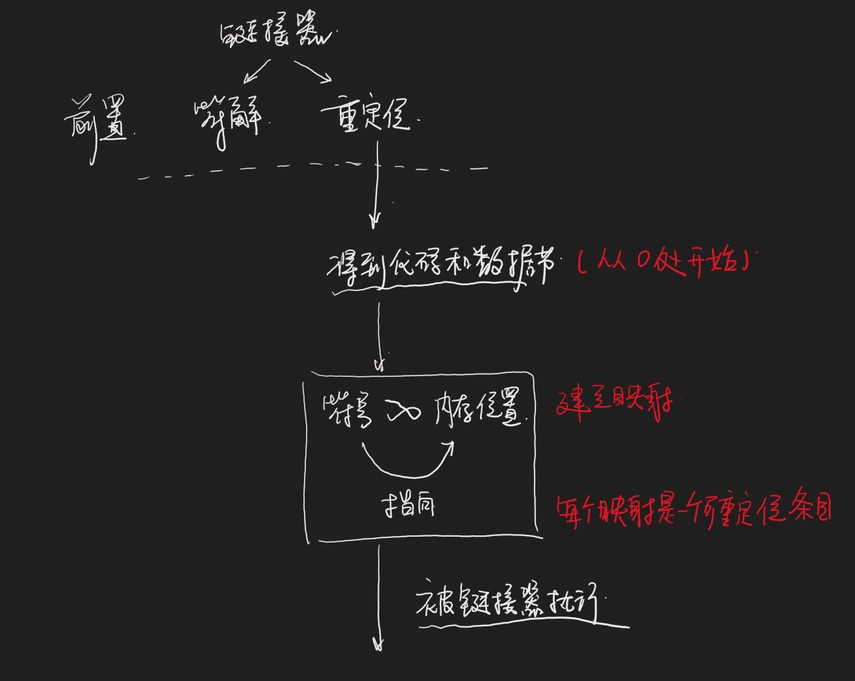 链接器
前置 符解 重定位
得到代码和数据节 (从0处开始)
符号 内存位置 建立映射
指向
每个映射是一个重定位条目
被链接器执行